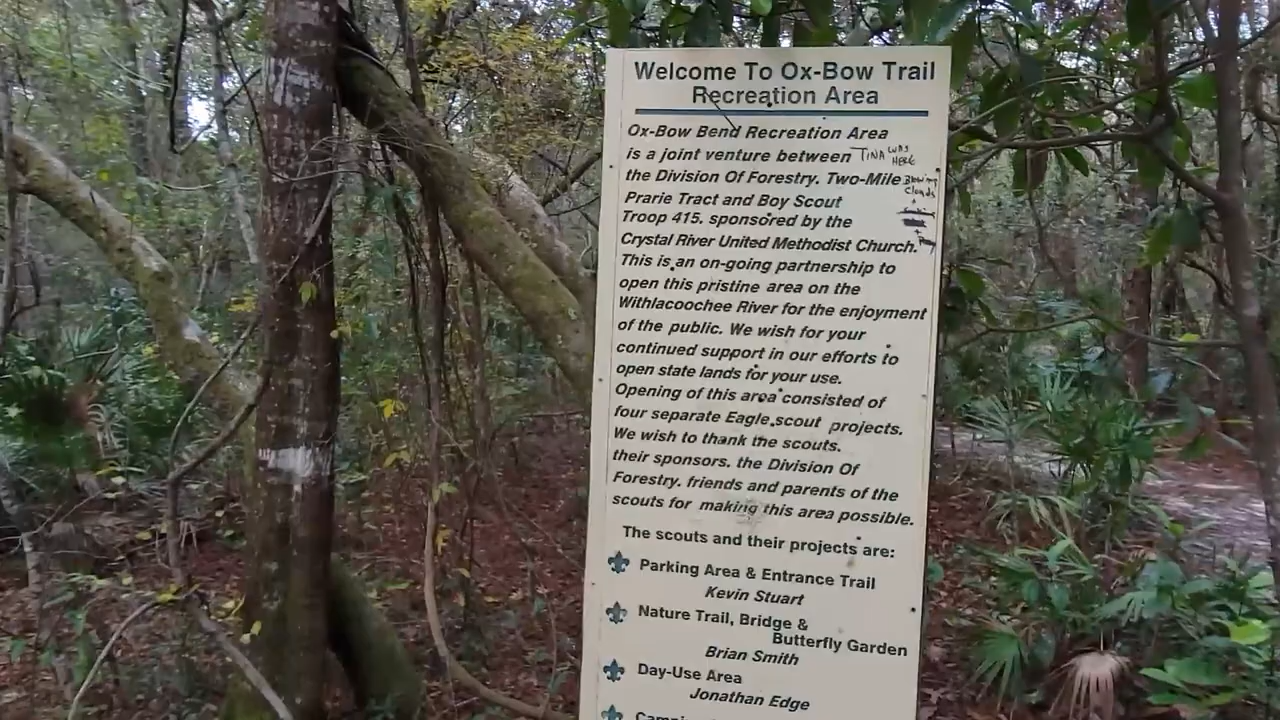 Welcome To Ox-Bow Trail
Recreation Area
Ox-Bow Bend Recreation Area
is a joint venture between
TINA WAS
HERE
the Division Of Forestry. Two-Mile
Blowing
Clouds
Prarie Tract and Boy Scout
Troop 415. sponsored by the
Crystal River United Methodist Church.
This is an on-going partnership to
open this pristine area on the
Withlacoochee River for the enjoyment
of the public. We wish for your
continued support in our efforts to
open state lands for your use.
Opening of this area consisted of
four separate Eagle scout projects.
We wish to thank the scouts.
their sponsors. the Division Of
Forestry. friends and parents of the
scouts for making this area possible.
The scouts and their projects are:
Parking Area & Entrance Trail
Kevin Stuart
Nature Trail, Bridge &
Butterfly Garden
Brian Smith
Day-Use Area
Jonathan Edge